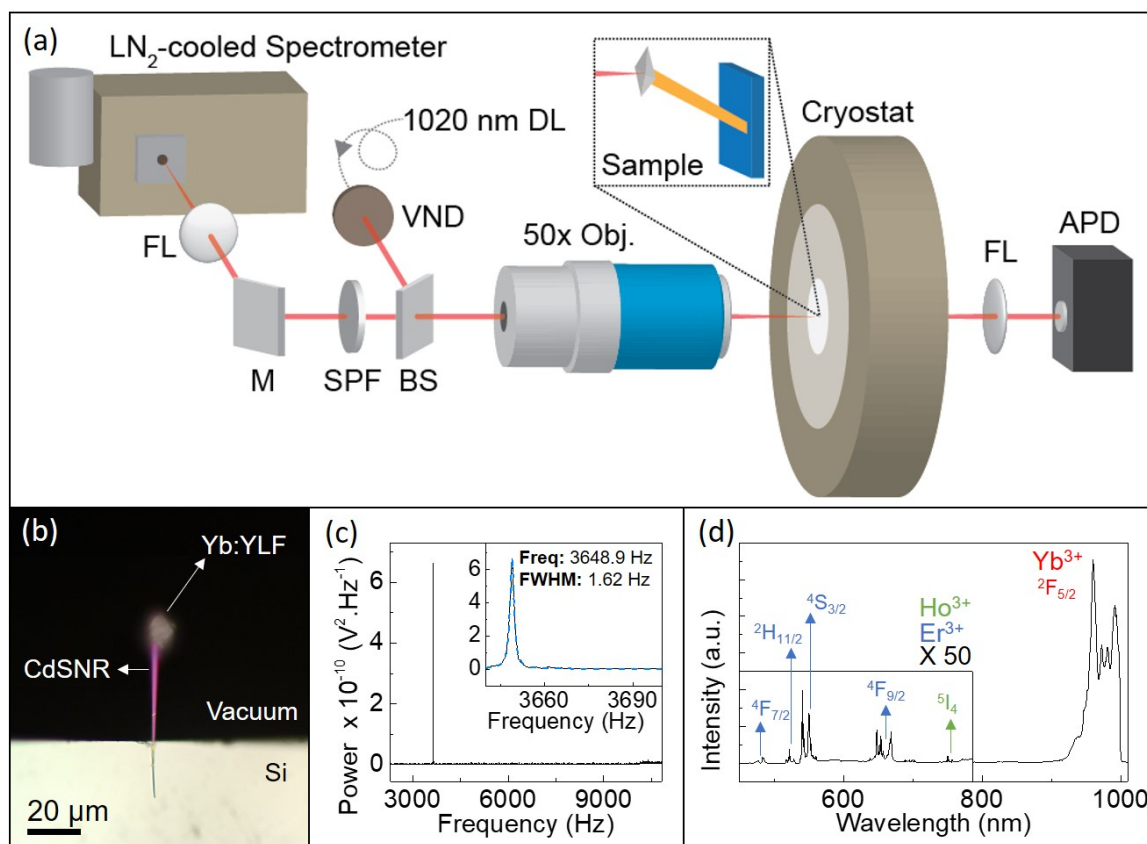 (a)
LN₂-cooled Spectrometer
1020 nm DL
Sample
Cryostat
FL
VND
50x Obj.
FL
APD
M
SPF
BS
(b)
Yb:YLF
CdSNR
Vacuum
Si
20 µm
(c)
Power x 10⁻¹⁰ (V².Hz⁻¹)
6
4
2
0
3000
6000
9000
Frequency (Hz)
Freq: 3648.9 Hz
FWHM: 1.62 Hz
6
4
2
0
3660
3690
Frequency (Hz)
(d)
Intensity (a.u.)
Yb³⁺
²F₅/₂
Ho³⁺
Er³⁺
X 50
⁴S₃/₂
²H₁₁/₂
⁴F₇/₂
⁴F₉/₂
⁵I₄
600
800
1000
Wavelength (nm)